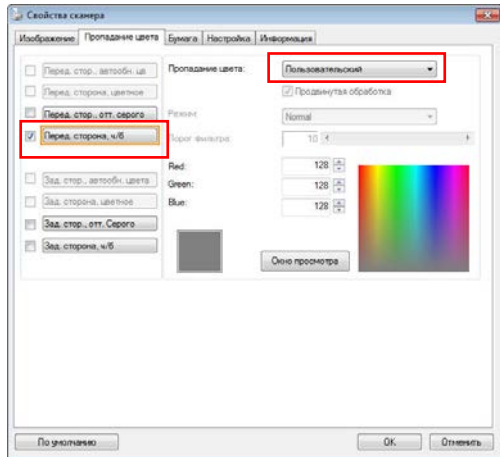 Свойства сканера
Изображение Пропадание цвета Бумага Настройка Информация
Перед. стор., автообн. цв
Перед. сторона, цветное
Перед. стор., отт. серого
Перед. сторона, ч/б
Зад. стор., автообн. цвета
Зад. сторона, цветное
Зад. стор., отт. Серого
Зад. сторона, ч/б
Пропадание цвета: Пользовательский
Продвинутая обработка
Режим: Normal
Порог фильтра: 10
Red: 128
Green: 128
Blue: 128
Окно просмотра
По умолчанию OK Отменить